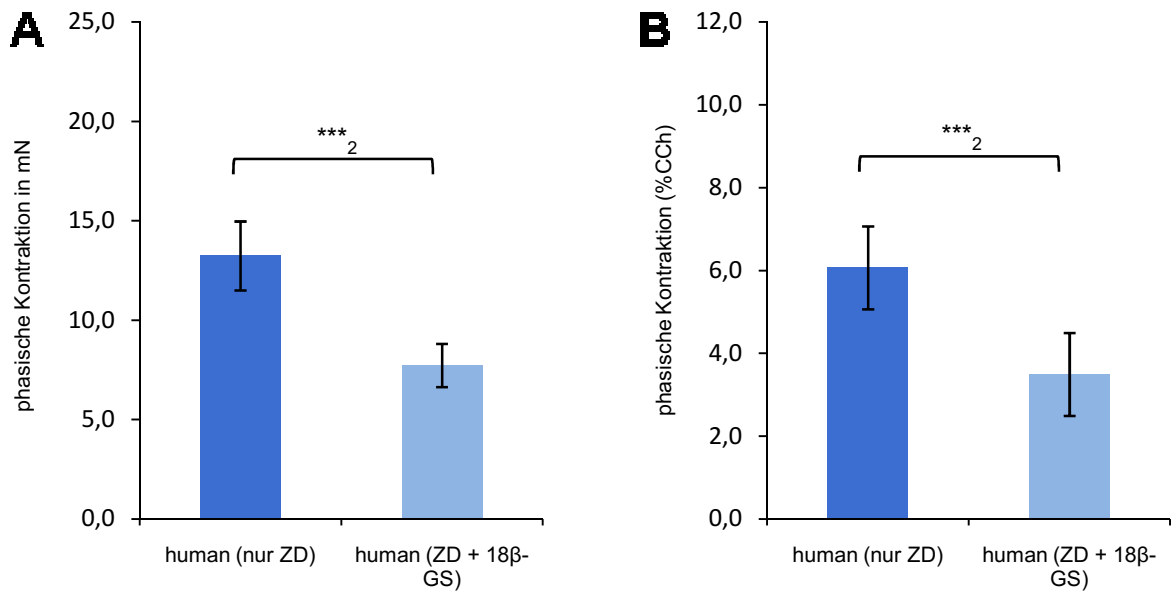 A
phasische Kontraktion in mN
25,0
20,0
15,0
10,0
5,0
0,0
***2
human (nur ZD)
human (ZD + 18β-
GS)
B
phasische Kontraktion (%CCh)
12,0
10,0
8,0
6,0
4,0
2,0
0,0
***2
human (nur ZD)
human (ZD + 18β-
GS)